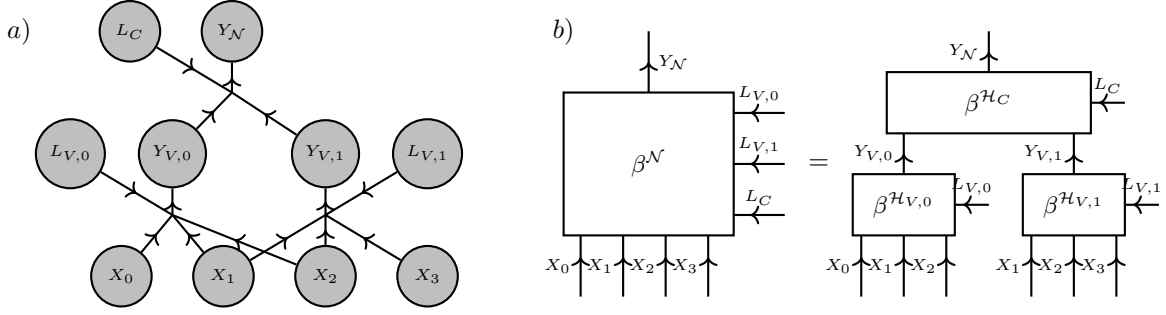 a)
L_C Y_𝒩
L_{V,0} Y_{V,0} Y_{V,1} L_{V,1}
X_0 X_1 X_2 X_3
b)
Y_𝒩
L_{V,0}
β^𝒩 L_{V,1}
L_C
X_0 X_1 X_2 X_3
=
Y_𝒩
β^{ℋ_C} L_C
Y_{V,0} Y_{V,1}
β^{ℋ_{V,0}} L_{V,0} β^{ℋ_{V,1}} L_{V,1}
X_0 X_1 X_2 X_1 X_2 X_3